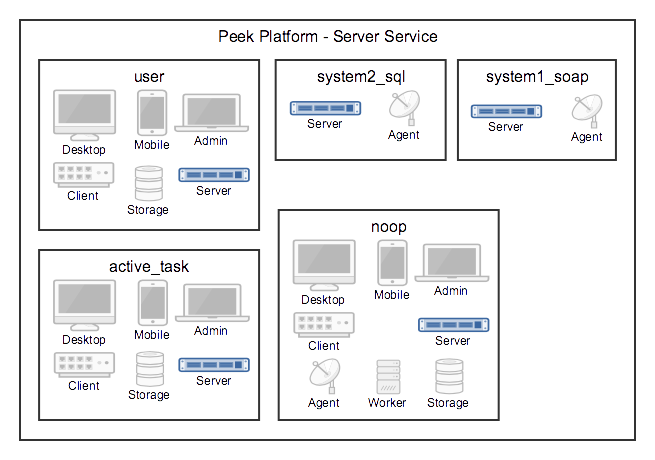 Peek Platform - Server Service
user
Desktop
Mobile
Admin
Client
Storage
Server
system2_sql
Server
Agent
system1_soap
Server
Agent
active_task
Desktop
Mobile
Admin
Client
Storage
Server
noop
Desktop
Mobile
Admin
Client
Server
Agent
Worker
Storage